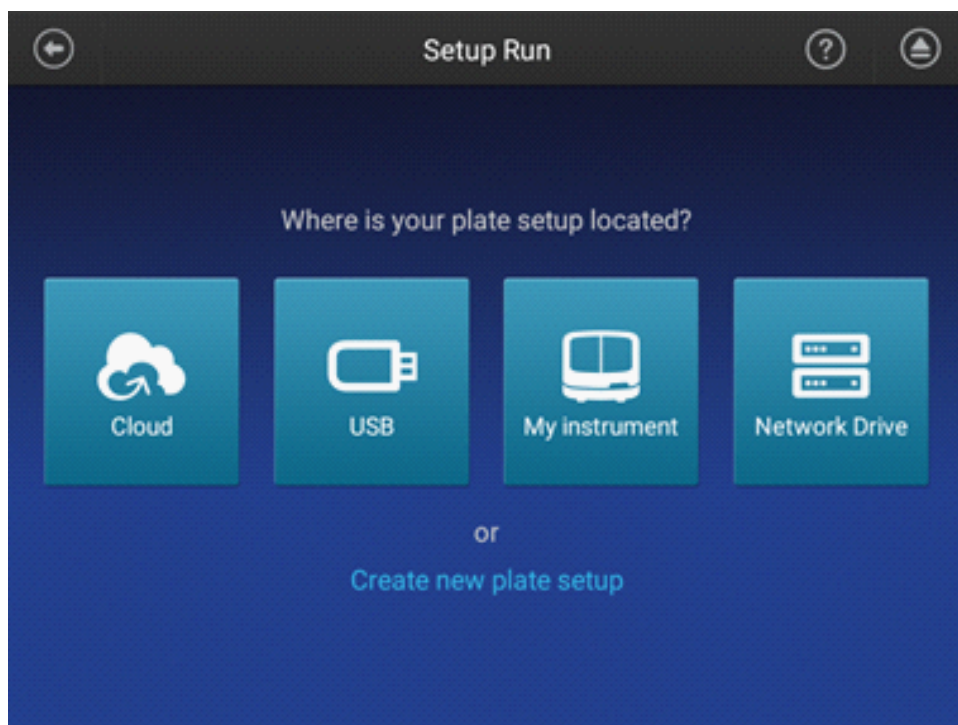 Setup Run
?
Where is your plate setup located?
Cloud
USB
My instrument
Network Drive
or
Create new plate setup